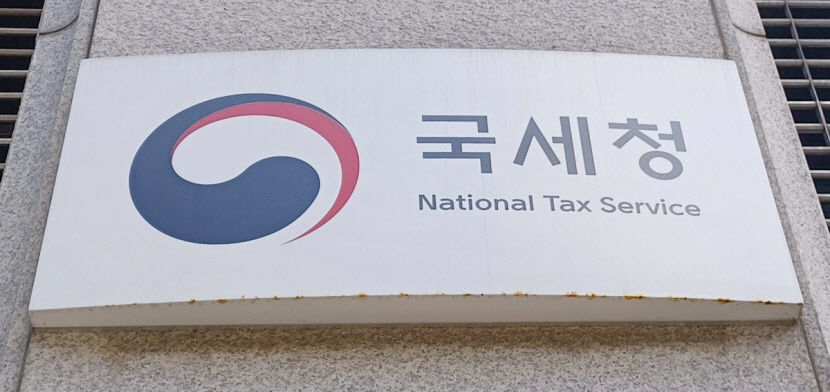 국세청
National Tax Service